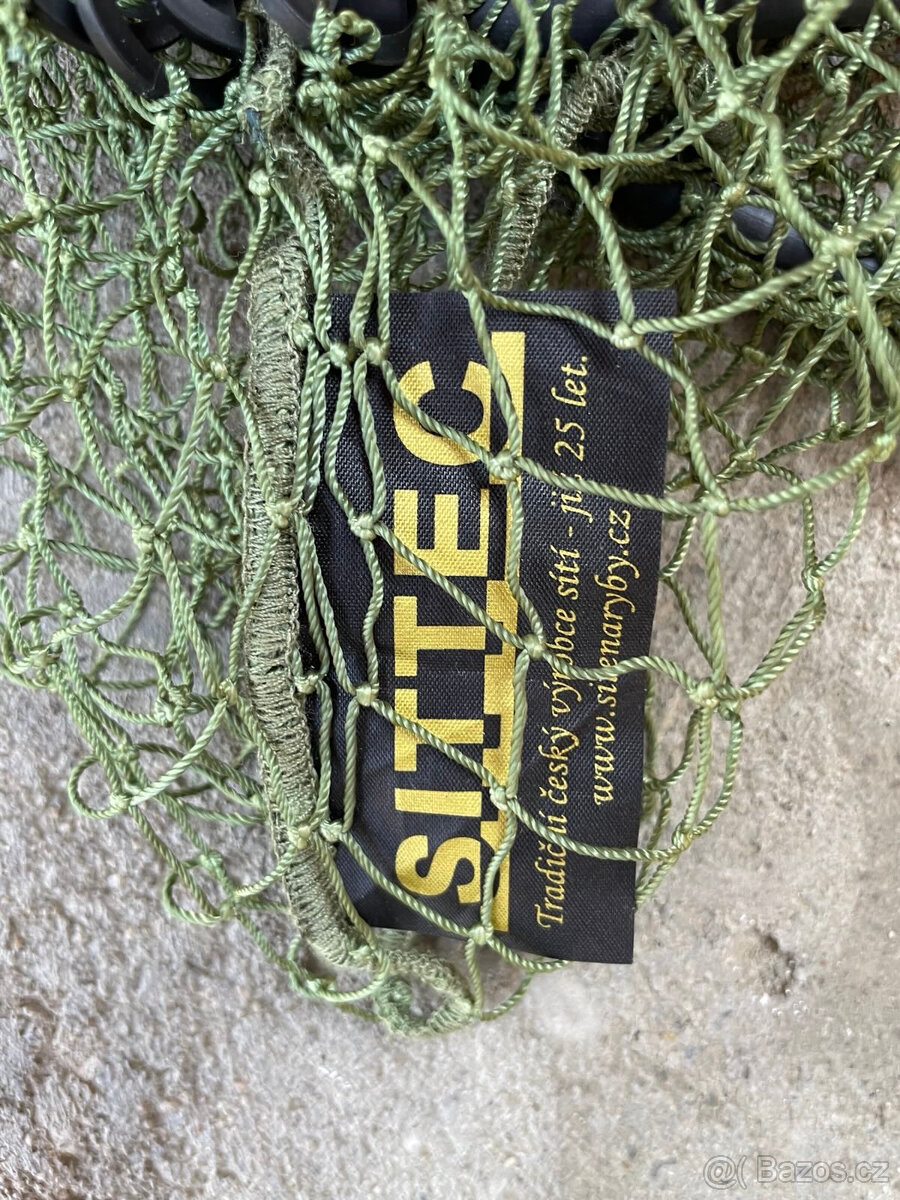 SITTEC
Tradiční český výrobce sítí - již 25 let.
www.sitenaryby.cz
@( Bazos.cz